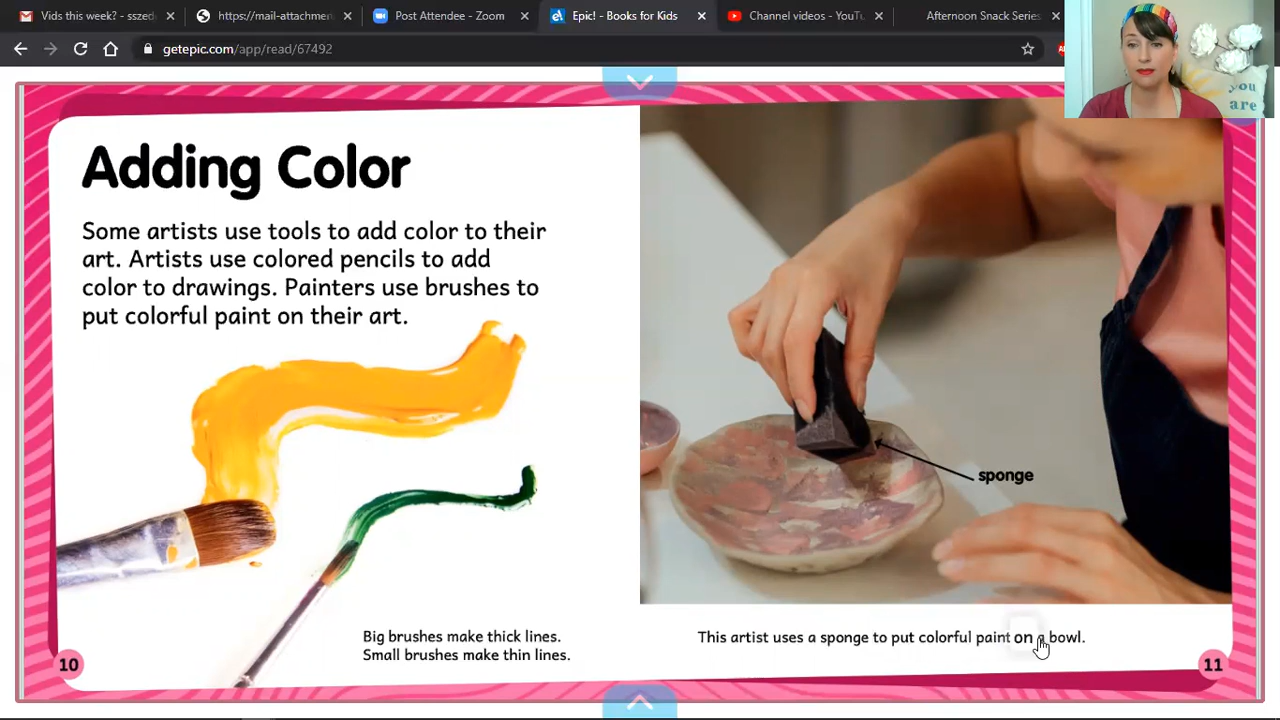 Vids this week? - sszed
https://mail-attachmen
Post Attendee - Zoom
Epic! - Books for Kids
Channel videos - YouTu
Afternoon Snack Series
getepic.com/app/read/67492
you
are
Adding Color
Some artists use tools to add color to their
art. Artists use colored pencils to add
color to drawings. Painters use brushes to
put colorful paint on their art.
sponge
Big brushes make thick lines.
Small brushes make thin lines.
This artist uses a sponge to put colorful paint on a bowl.
10
11